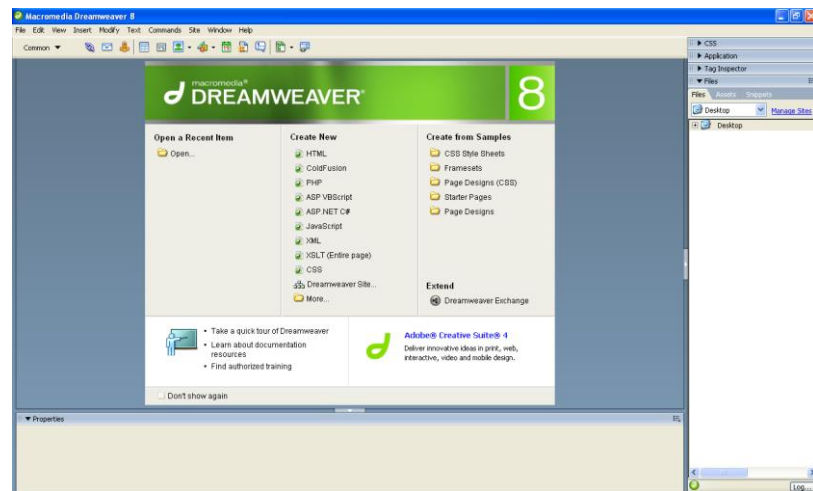 Macromedia Dreamweaver 8
File Edit View Insert Modify Text Commands Site Window Help
Common
macromedia®
DREAMWEAVER®
8
Open a Recent Item
Open...
Create New
HTML
ColdFusion
PHP
ASP VBScript
ASP.NET C#
JavaScript
XML
XSLT (Entire page)
CSS
Dreamweaver Site...
More...
Create from Samples
CSS Style Sheets
Framesets
Page Designs (CSS)
Starter Pages
Page Designs
Extend
Dreamweaver Exchange
• Take a quick tour of Dreamweaver
• Learn about documentation
resources
• Find authorized training
Adobe® Creative Suite® 4
Deliver innovative ideas in print, web,
interactive, video and mobile design.
Don't show again
Properties
CSS
Application
Tag Inspector
Files
Files Assets Snippets
Desktop Manage Sites
Desktop
Log...